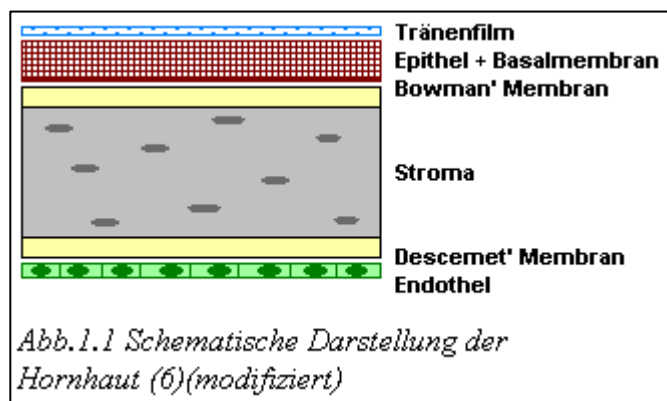 Tränenfilm
Epithel + Basalmembran
Bowman' Membran
Stroma
Descemet' Membran
Endothel
Abb.1.1 Schematische Darstellung der
Hornhaut (6)(modifiziert)